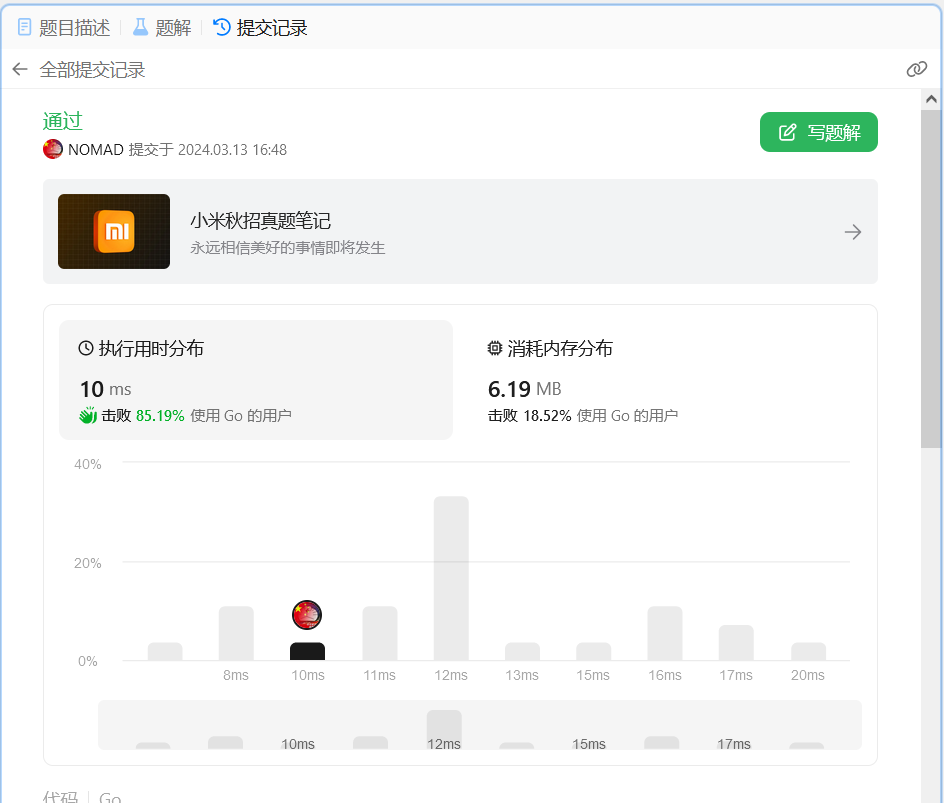 题目描述 题解 提交记录
全部提交记录
通过
写题解
NOMAD 提交于 2024.03.13 16:48
小米秋招真题笔记
永远相信美好的事情即将发生
执行用时分布
10 ms
击败 85.19% 使用 Go 的用户
消耗内存分布
6.19 MB
击败 18.52% 使用 Go 的用户
40%
20%
0%
8ms 10ms 11ms 12ms 13ms 15ms 16ms 17ms 20ms
10ms 12ms 15ms 17ms
代码 Go